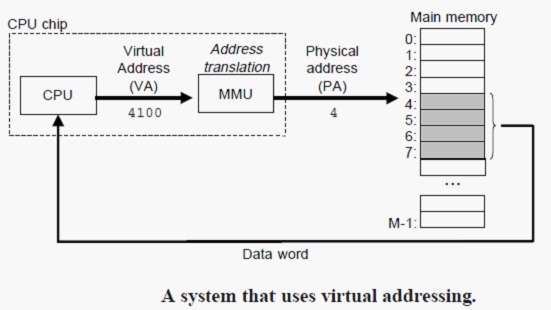 CPU chip
Main memory
Virtual
Address
(VA)
4100
Address
translation
Physical
address
(PA)
4
CPU
MMU
0:
1:
2:
3:
4:
5:
6:
7:
...
M-1:
Data word
A system that uses virtual addressing.